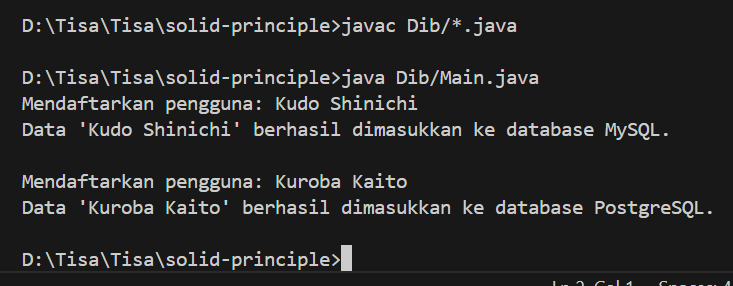 D:\Tisa\Tisa\solid-principle>javac Dib/*.java
D:\Tisa\Tisa\solid-principle>java Dib/Main.java
Mendaftarkan pengguna: Kudo Shinichi
Data 'Kudo Shinichi' berhasil dimasukkan ke database MySQL.
Mendaftarkan pengguna: Kuroba Kaito
Data 'Kuroba Kaito' berhasil dimasukkan ke database PostgreSQL.
D:\Tisa\Tisa\solid-principle>